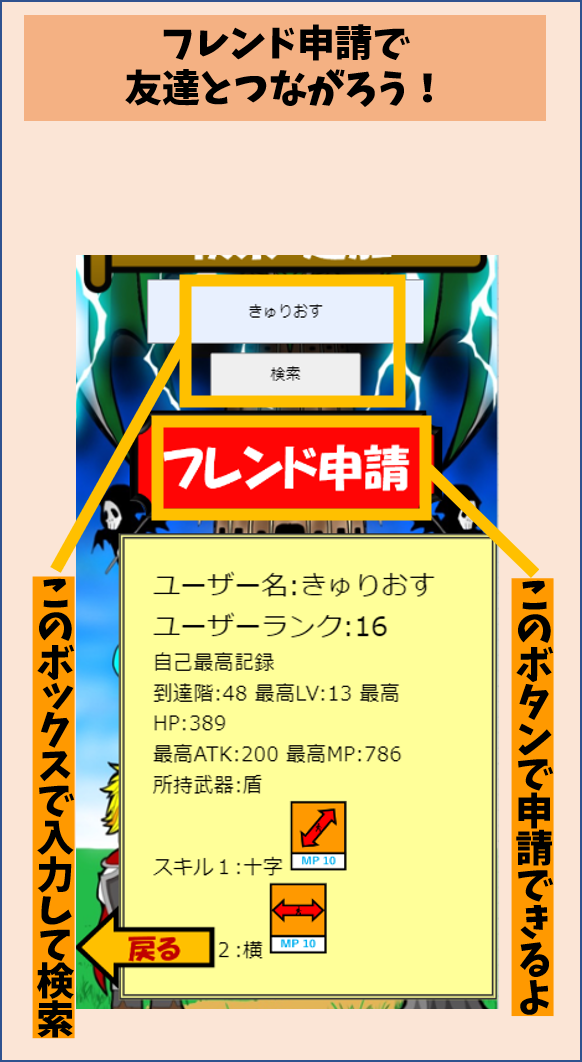 フレンド申請で
友達とつながろう！
きゅりおす
検索
フレンド申請
ユーザー名:きゅりおす
ユーザーランク:16
自己最高記録
到達階:48 最高LV:13 最高
HP:389
最高ATK:200 最高MP:786
所持武器:盾
MP 10
スキル１:十字
MP 10
２:横
戻る
このボックスで入力して検索
このボタンで申請できるよ